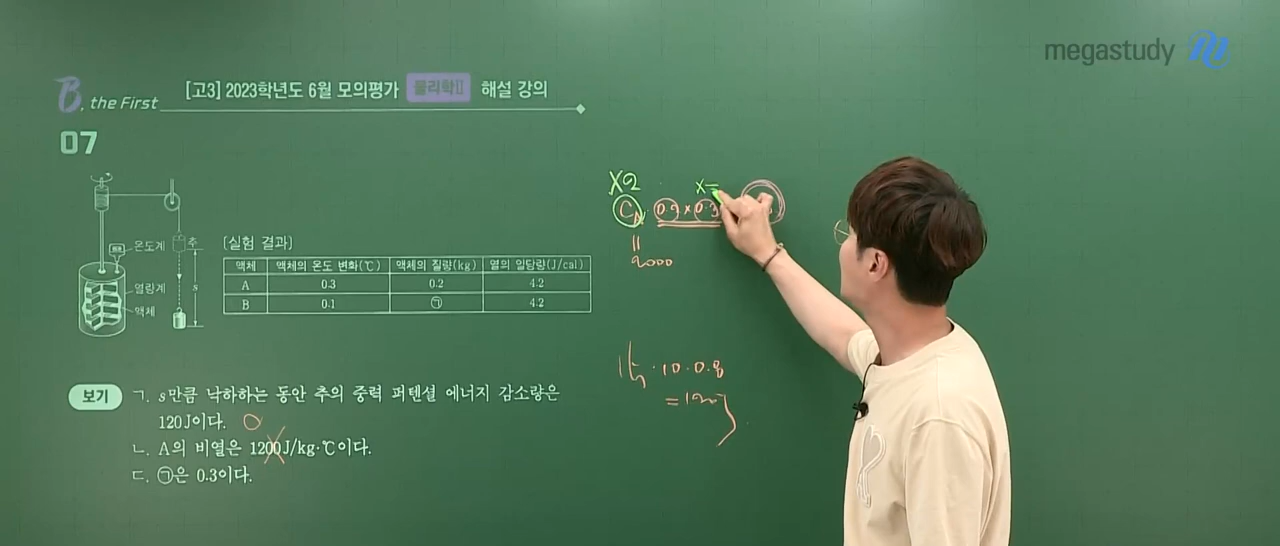 megastudy
B, the First [고3] 2023학년도 6월 모의평가 물리학Ⅱ 해설 강의
07
추
온도계
s
열량계
액체
[실험 결과]
액체 액체의 온도 변화(℃) 액체의 질량(kg) 열의 일당량(J/cal)
A 0.3 0.2 4.2
B 0.1 ㉠ 4.2
X2
x=
CA 0.2 × 0.3
2000
15 · 10 · 0.8
= 120J
보기
ㄱ. s만큼 낙하하는 동안 추의 중력 퍼텐셜 에너지 감소량은
120J이다. O
ㄴ. A의 비열은 1200J/kg·℃이다.
ㄷ. ㉠은 0.3이다.